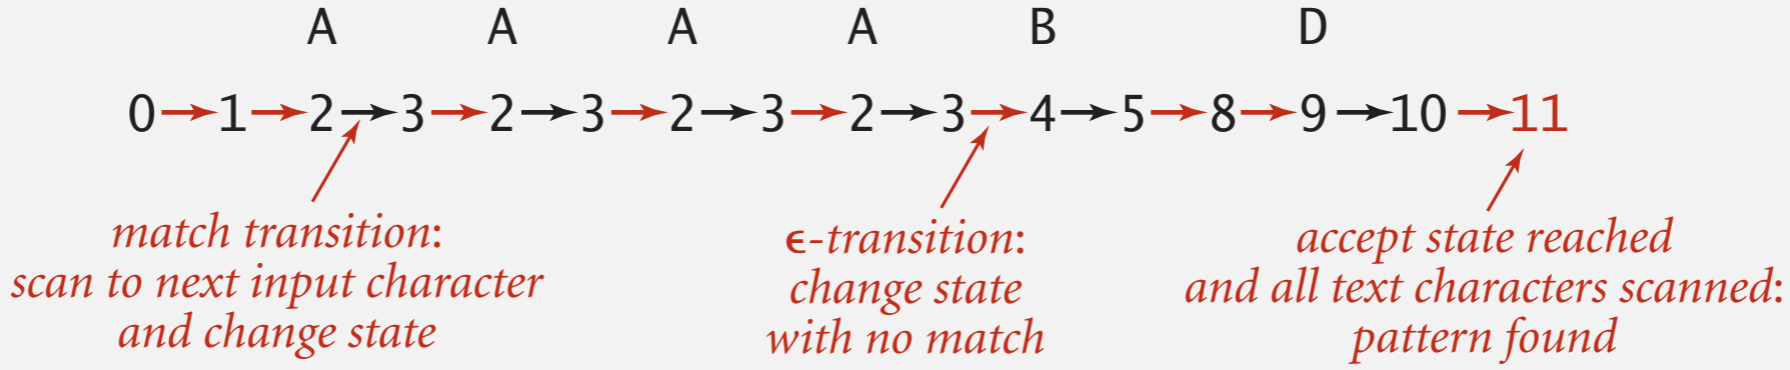 A A A A B D
0 → 1 → 2 → 3 → 2 → 3 → 2 → 3 → 2 → 3 → 4 → 5 → 8 → 9 → 10 → 11
match transition:
scan to next input character
and change state
ϵ-transition:
change state
with no match
accept state reached
and all text characters scanned:
pattern found